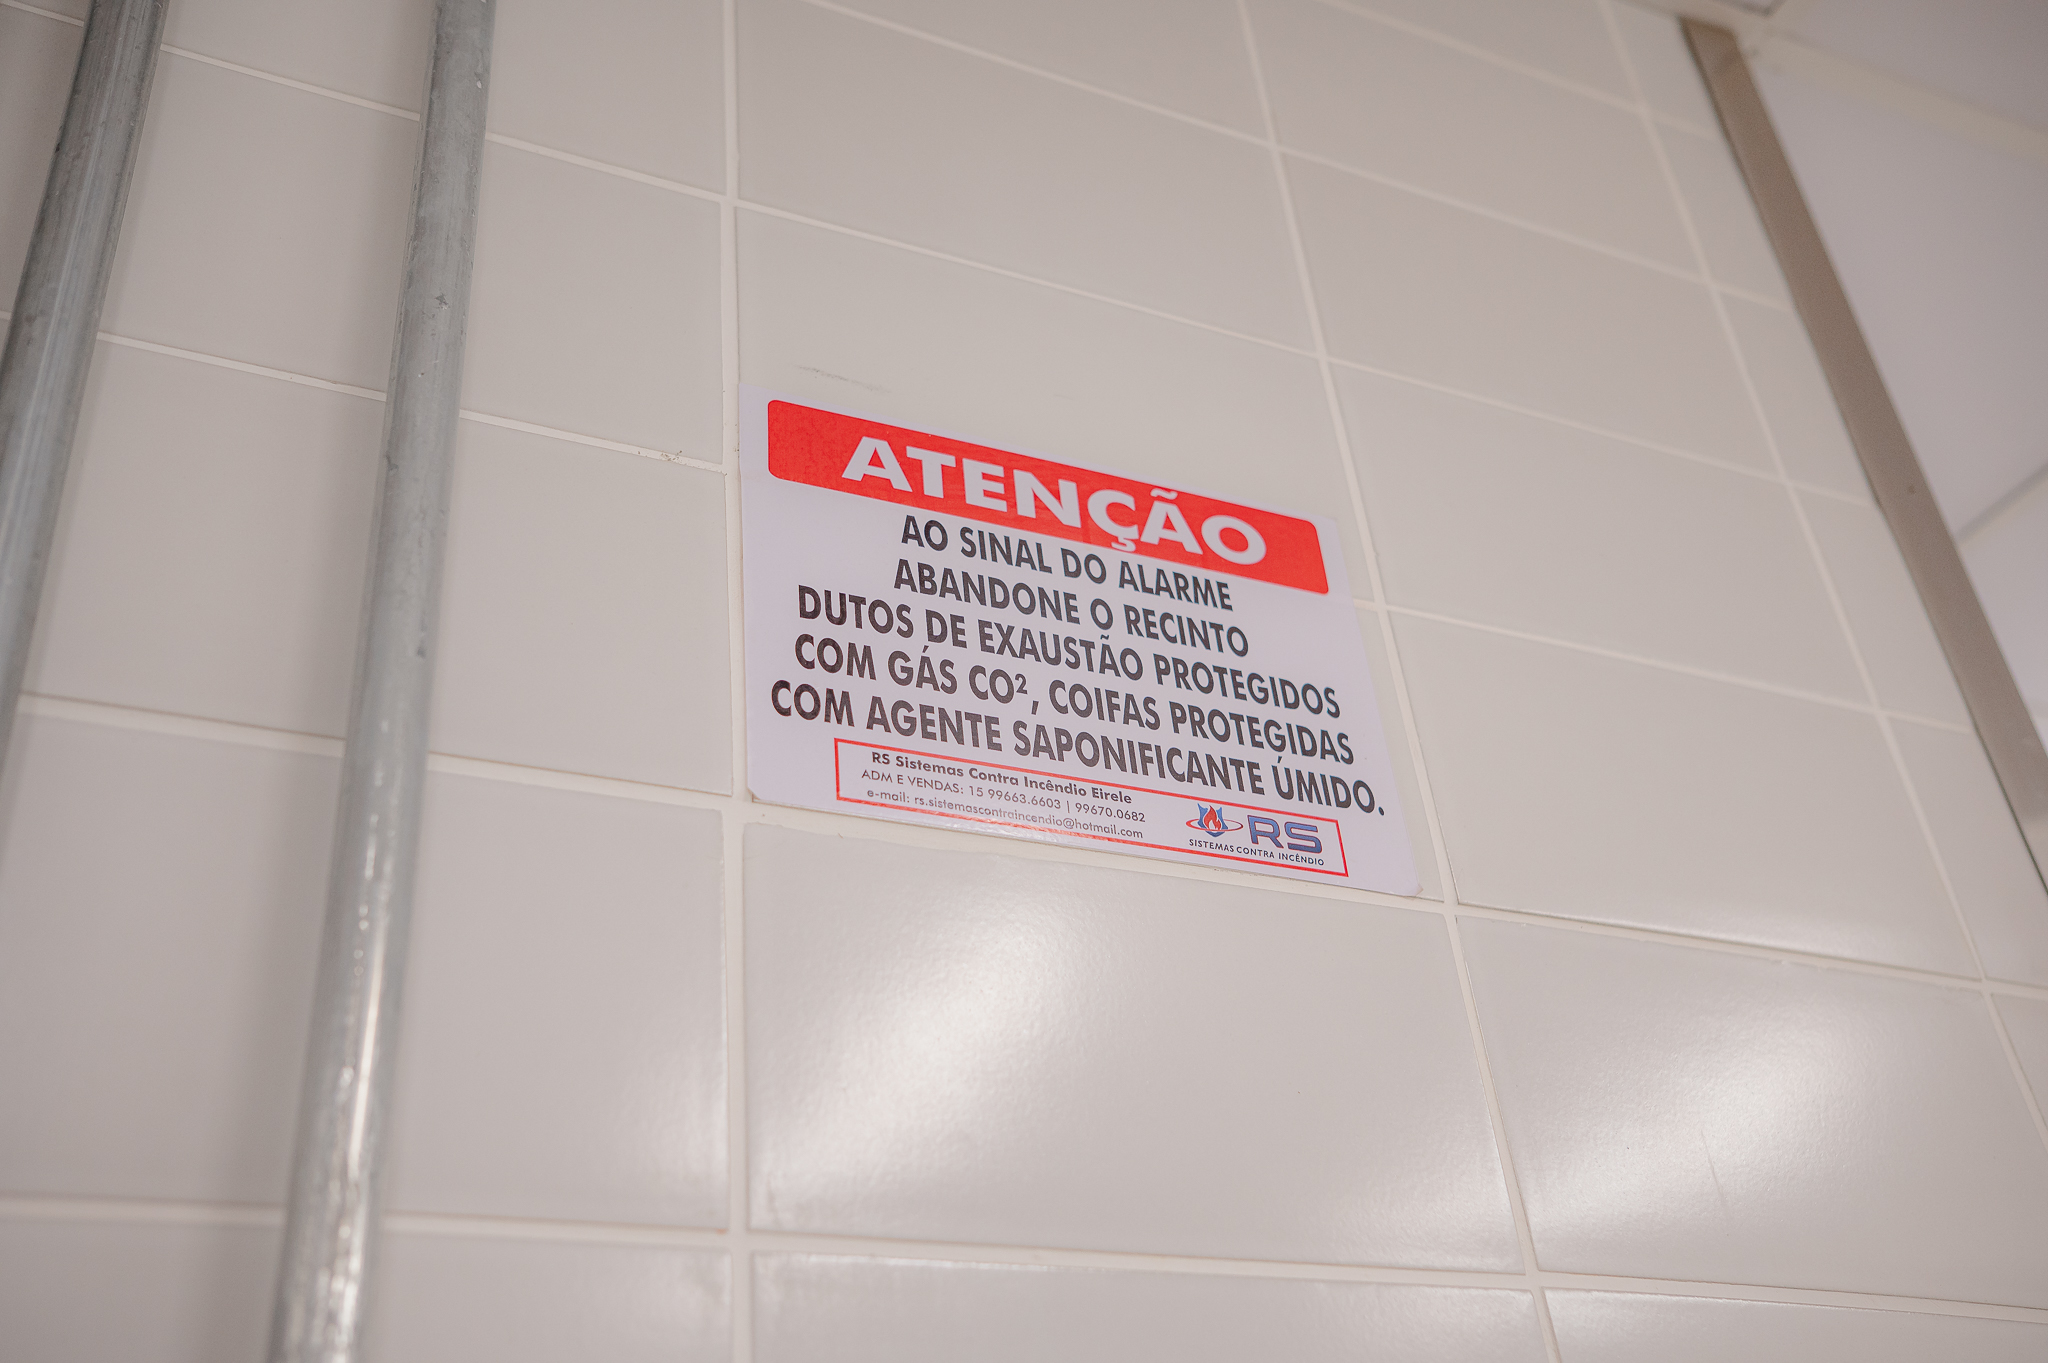 ATENÇÃO
AO SINAL DO ALARME
ABANDONE O RECINTO
DUTOS DE EXAUSTÃO PROTEGIDOS
COM GÁS CO², COIFAS PROTEGIDAS
COM AGENTE SAPONIFICANTE ÚMIDO.
RS Sistemas Contra Incêndio Eirele
ADM E VENDAS: 15 99663.6603 | 99670.0682
e-mail: rs.sistemascontraincendio@hotmail.com
RS
SISTEMAS CONTRA INCÊNDIO